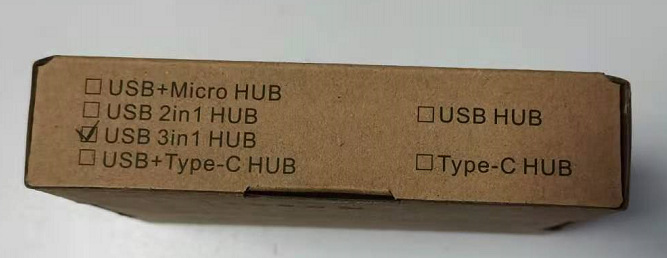 ☐ USB+Micro HUB
☐ USB 2in1 HUB
☑ USB 3in1 HUB
☐ USB+Type-C HUB
☐ USB HUB
☐ Type-C HUB